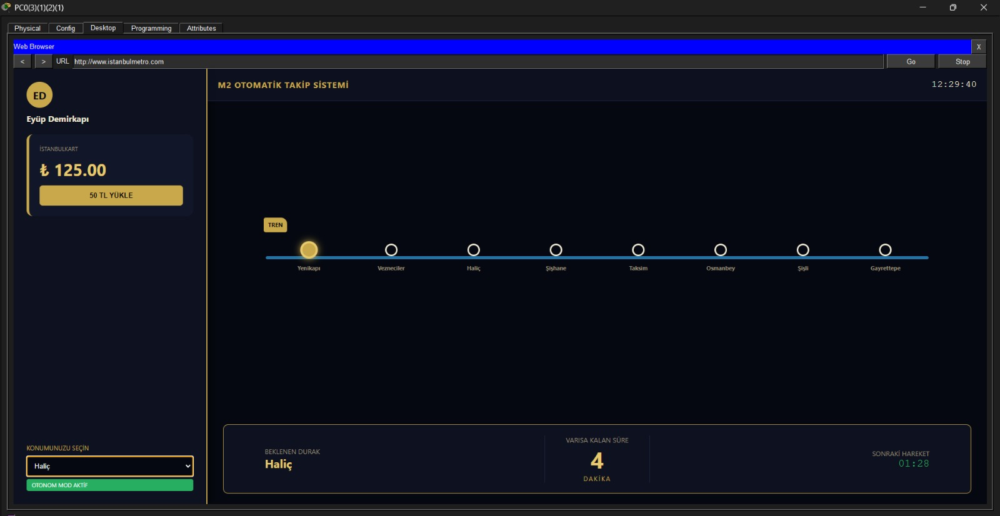 PC0(3)(1)(2)(1)
Physical
Config
Desktop
Programming
Attributes
Web Browser
X
<
>
URL
http://www.istanbulmetro.com
Go
Stop
ED
Eyüp Demirkapı
İSTANBULKART
₺ 125.00
50 TL YÜKLE
KONUMUNUZU SEÇİN
Haliç
OTONOM MOD AKTİF
M2 OTOMATİK TAKİP SİSTEMİ
12:29:40
TREN
Yenikapı
Vezneciler
Haliç
Şişhane
Taksim
Osmanbey
Şişli
Gayrettepe
BEKLENEN DURAK
Haliç
VARISA KALAN SÜRE
4
DAKİKA
SONRAKİ HAREKET
01:28